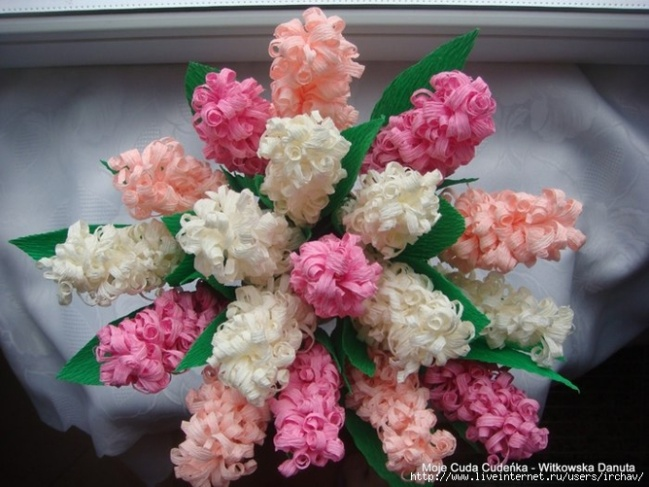 Moje Cuda Cudeńka - Witkowska Danuta
http://www.liveinternet.ru/users/irchav/